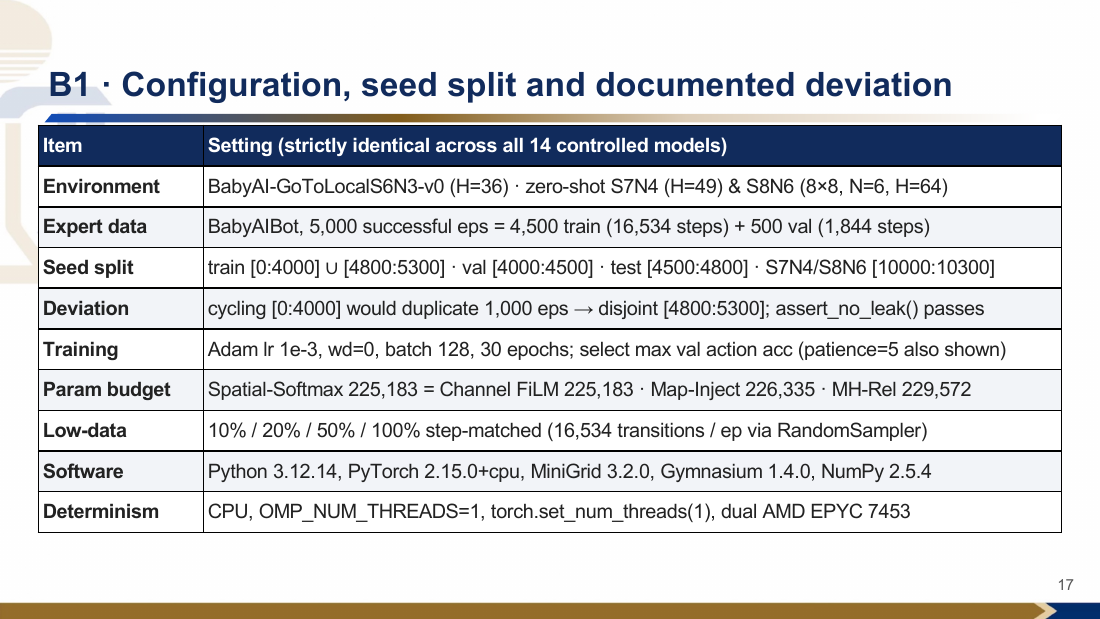 B1 · Configuration, seed split and documented deviation
Item Setting (strictly identical across all 14 controlled models)
Environment BabyAI-GoToLocalS6N3-v0 (H=36) · zero-shot S7N4 (H=49) & S8N6 (8×8, N=6, H=64)
Expert data BabyAIBot, 5,000 successful eps = 4,500 train (16,534 steps) + 500 val (1,844 steps)
Seed split train [0:4000] ∪ [4800:5300] · val [4000:4500] · test [4500:4800] · S7N4/S8N6 [10000:10300]
Deviation cycling [0:4000] would duplicate 1,000 eps → disjoint [4800:5300]; assert_no_leak() passes
Training Adam lr 1e-3, wd=0, batch 128, 30 epochs; select max val action acc (patience=5 also shown)
Param budget Spatial-Softmax 225,183 = Channel FiLM 225,183 · Map-Inject 226,335 · MH-Rel 229,572
Low-data 10% / 20% / 50% / 100% step-matched (16,534 transitions / ep via RandomSampler)
Software Python 3.12.14, PyTorch 2.15.0+cpu, MiniGrid 3.2.0, Gymnasium 1.4.0, NumPy 2.5.4
Determinism CPU, OMP_NUM_THREADS=1, torch.set_num_threads(1), dual AMD EPYC 7453
17